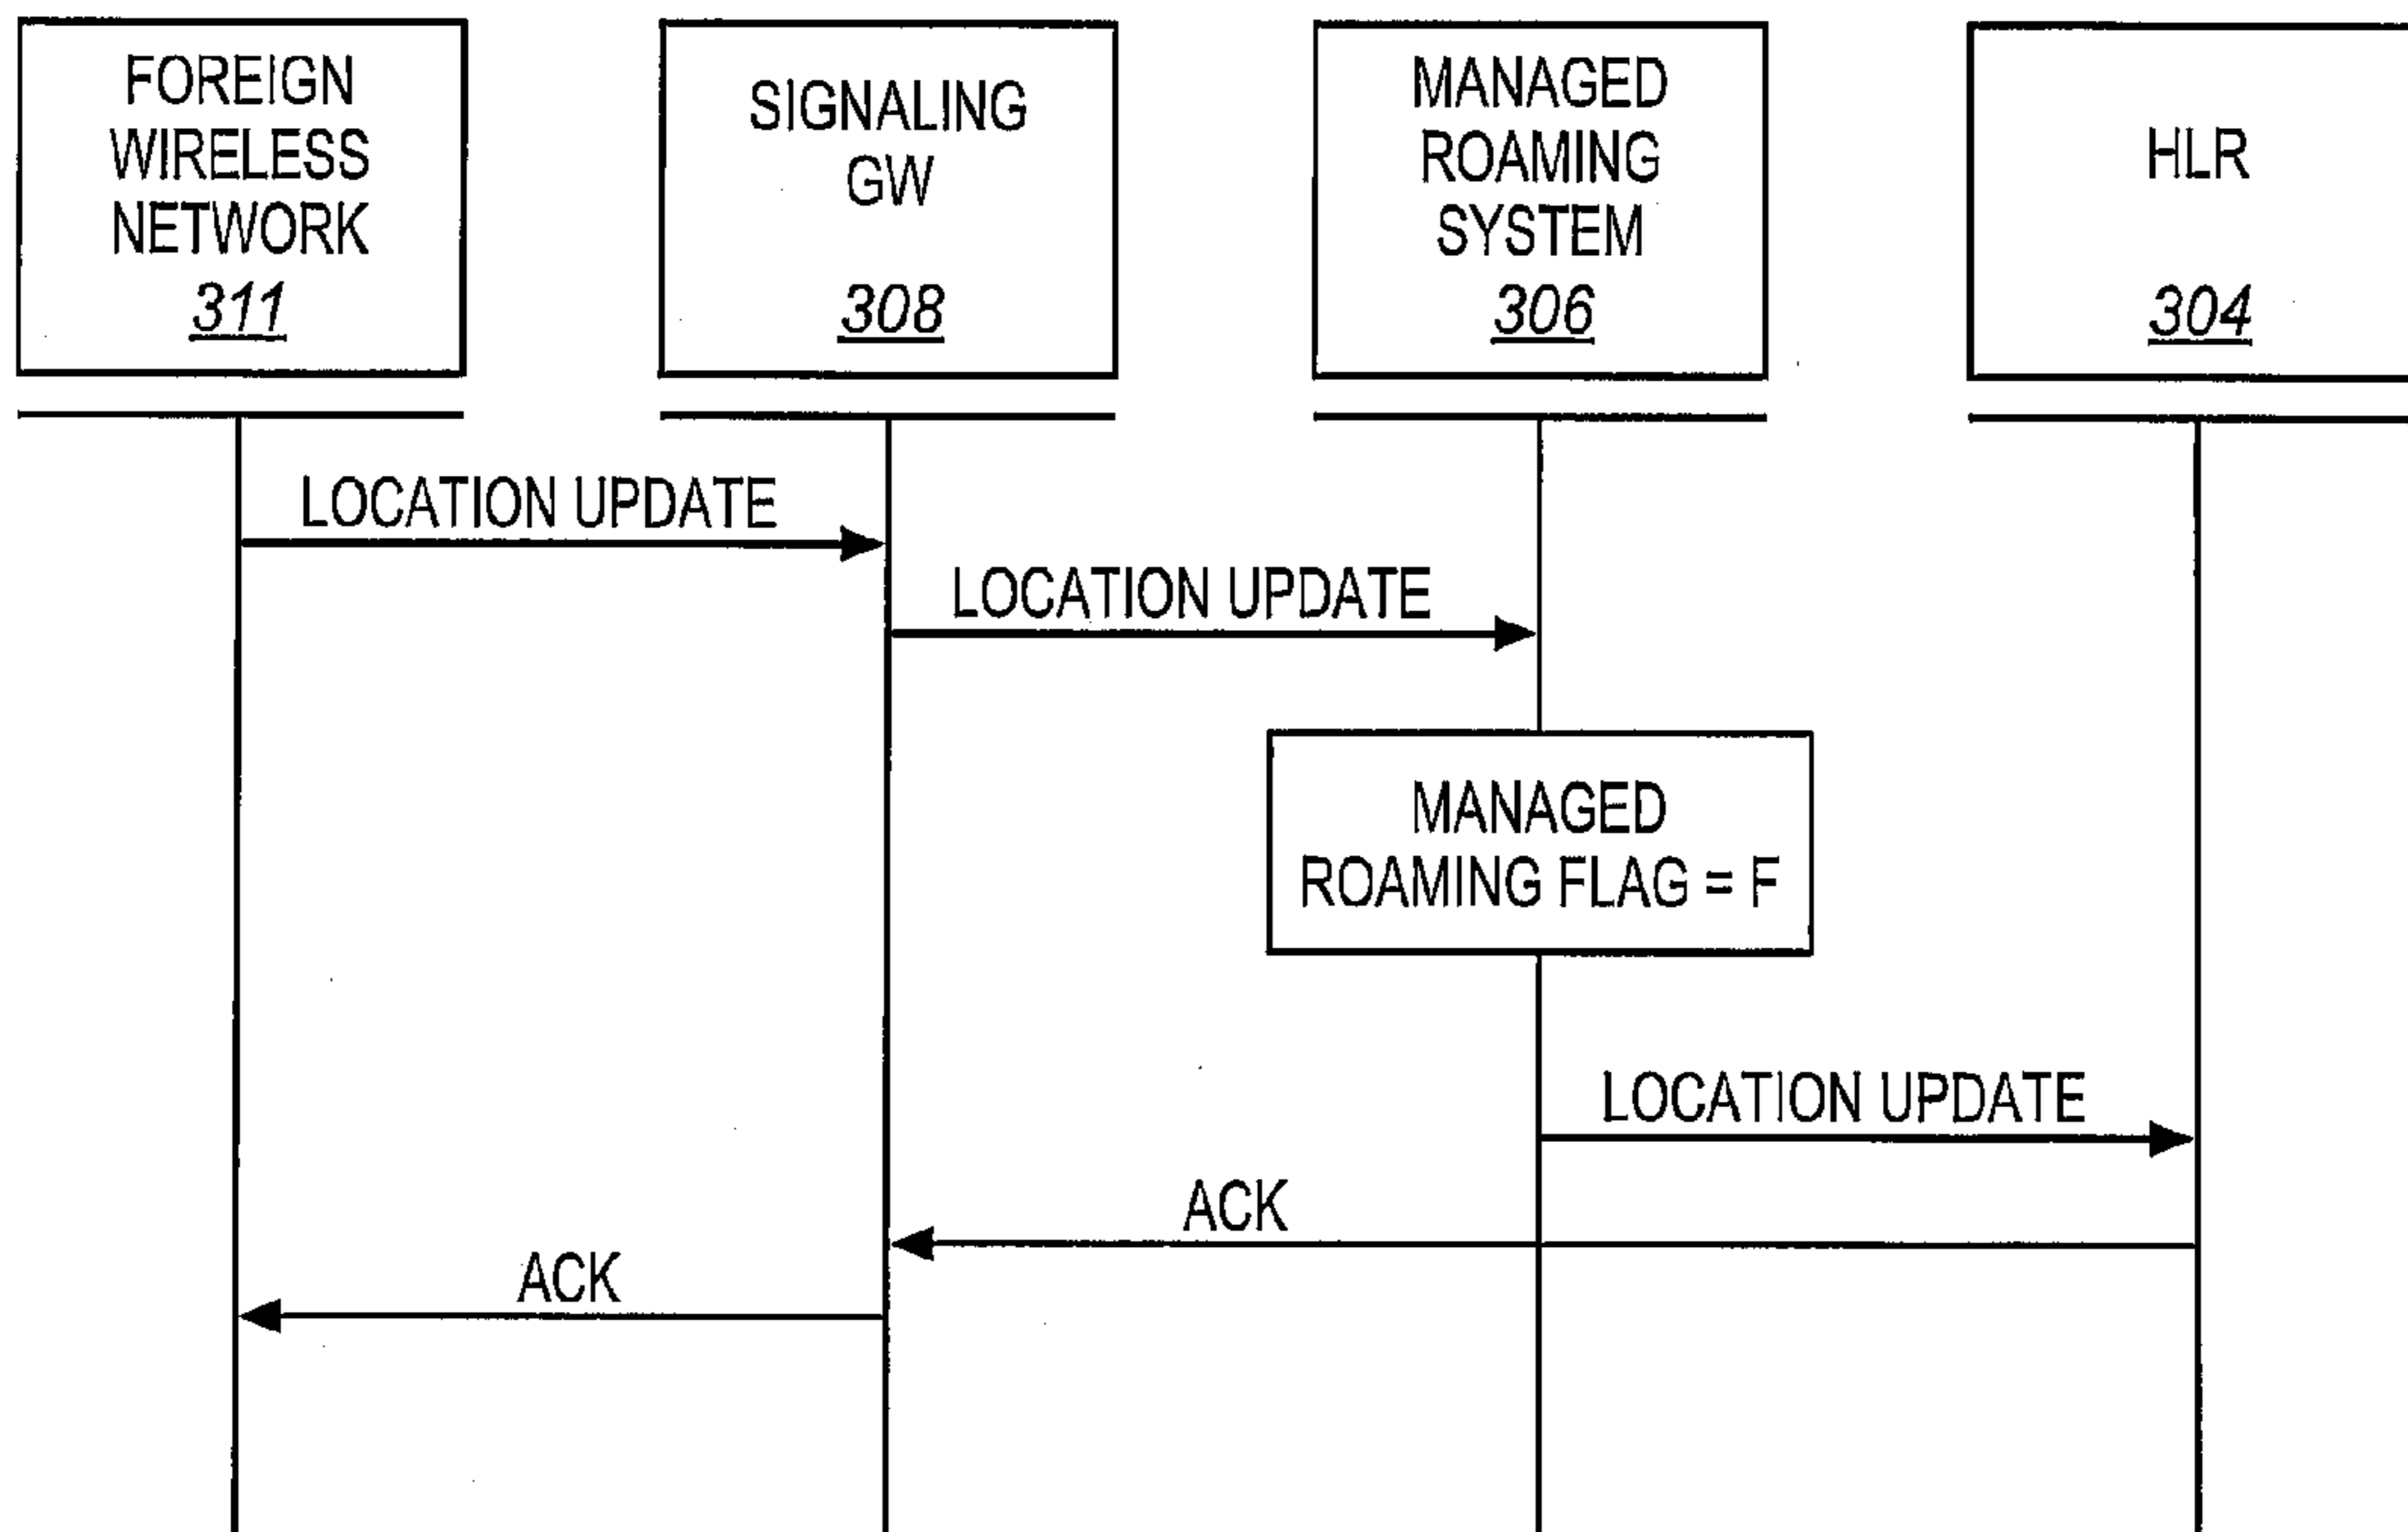 FOREIGN
WIRELESS
NETWORK
311
SIGNALING
GW
308
MANAGED
ROAMING
SYSTEM
306
HLR
304
LOCATION UPDATE
LOCATION UPDATE
MANAGED
ROAMING FLAG = F
LOCATION UPDATE
ACK
ACK